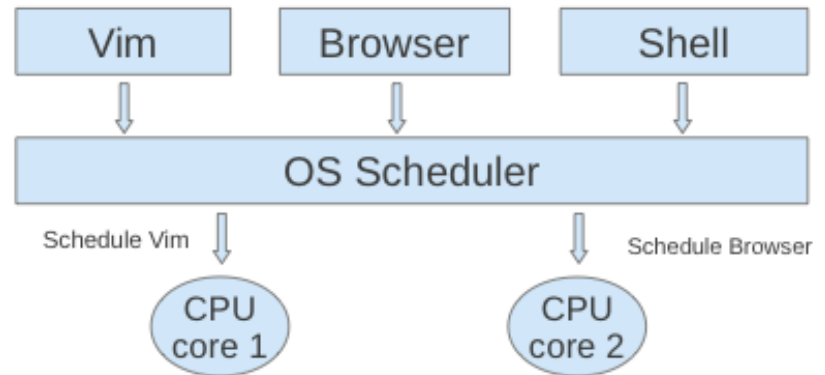 Vim
Browser
Shell
OS Scheduler
Schedule Vim
Schedule Browser
CPU
core 1
CPU
core 2